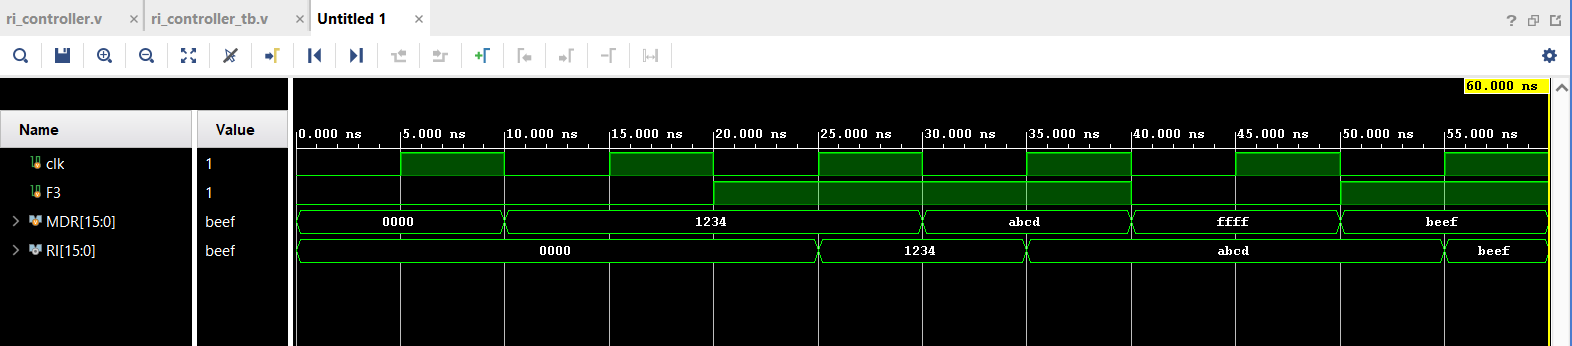 ri_controller.v × ri_controller_tb.v × Untitled 1 ×
?
60.000 ns
Name Value
0.000 ns 5.000 ns 10.000 ns 15.000 ns 20.000 ns 25.000 ns 30.000 ns 35.000 ns 40.000 ns 45.000 ns 50.000 ns 55.000 ns
clk 1
F3 1
MDR[15:0] beef 0000 1234 abcd ffff beef
RI[15:0] beef 0000 1234 abcd beef